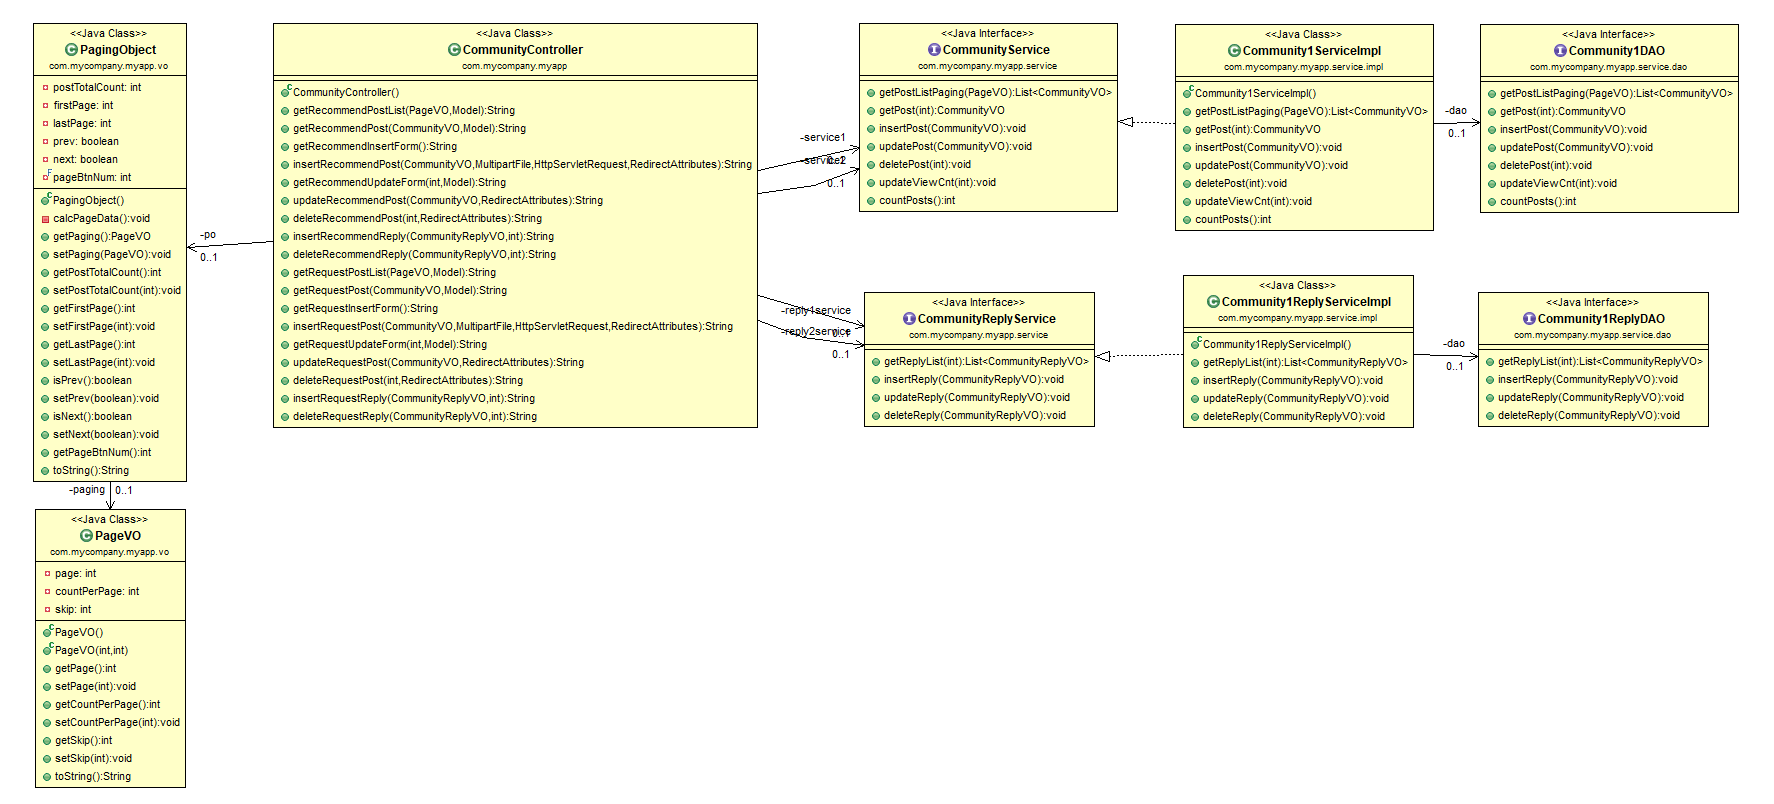 <<Java Class>>
PagingObject
com.mycompany.myapp.vo
postTotalCount: int
firstPage: int
lastPage: int
prev: boolean
next: boolean
pageBtnNum: int
PagingObject()
calcPageData():void
getPaging():PageVO
setPaging(PageVO):void
getPostTotalCount():int
setPostTotalCount(int):void
getFirstPage():int
setFirstPage(int):void
getLastPage():int
setLastPage(int):void
isPrev():boolean
setPrev(boolean):void
isNext():boolean
setNext(boolean):void
getPageBtnNum():int
toString():String
-paging
0..1
<<Java Class>>
PageVO
com.mycompany.myapp.vo
page: int
countPerPage: int
skip: int
PageVO()
PageVO(int,int)
getPage():int
setPage(int):void
getCountPerPage():int
setCountPerPage(int):void
getSkip():int
setSkip(int):void
toString():String
-po
0..1
<<Java Class>>
CommunityController
com.mycompany.myapp
CommunityController()
getRecommendPostList(PageVO,Model):String
getRecommendPost(CommunityVO,Model):String
getRecommendInsertForm():String
insertRecommendPost(CommunityVO,MultipartFile,HttpServletRequest,RedirectAttributes):String
getRecommendUpdateForm(int,Model):String
updateRecommendPost(CommunityVO,RedirectAttributes):String
deleteRecommendPost(int,RedirectAttributes):String
insertRecommendReply(CommunityReplyVO,int):String
deleteRecommendReply(CommunityReplyVO,int):String
getRequestPostList(PageVO,Model):String
getRequestPost(CommunityVO,Model):String
getRequestInsertForm():String
insertRequestPost(CommunityVO,MultipartFile,HttpServletRequest,RedirectAttributes):String
getRequestUpdateForm(int,Model):String
updateRequestPost(CommunityVO,RedirectAttributes):String
deleteRequestPost(int,RedirectAttributes):String
insertRequestReply(CommunityReplyVO,int):String
deleteRequestReply(CommunityReplyVO,int):String
-service1
-service2
0..1
-reply1service
-reply2service
0..1
0..1
<<Java Interface>>
CommunityService
com.mycompany.myapp.service
getPostListPaging(PageVO):List<CommunityVO>
getPost(int):CommunityVO
insertPost(CommunityVO):void
updatePost(CommunityVO):void
deletePost(int):void
updateViewCnt(int):void
countPosts():int
<<Java Interface>>
CommunityReplyService
com.mycompany.myapp.service
getReplyList(int):List<CommunityReplyVO>
insertReply(CommunityReplyVO):void
updateReply(CommunityReplyVO):void
deleteReply(CommunityReplyVO):void
<<Java Class>>
Community1ServiceImpl
com.mycompany.myapp.service.impl
Community1ServiceImpl()
getPostListPaging(PageVO):List<CommunityVO>
getPost(int):CommunityVO
insertPost(CommunityVO):void
updatePost(CommunityVO):void
deletePost(int):void
updateViewCnt(int):void
countPosts():int
-dao
0..1
<<Java Interface>>
Community1DAO
com.mycompany.myapp.service.dao
getPostListPaging(PageVO):List<CommunityVO>
getPost(int):CommunityVO
insertPost(CommunityVO):void
updatePost(CommunityVO):void
deletePost(int):void
updateViewCnt(int):void
countPosts():int
<<Java Class>>
Community1ReplyServiceImpl
com.mycompany.myapp.service.impl
Community1ReplyServiceImpl()
getReplyList(int):List<CommunityReplyVO>
insertReply(CommunityReplyVO):void
updateReply(CommunityReplyVO):void
deleteReply(CommunityReplyVO):void
-dao
0..1
<<Java Interface>>
Community1ReplyDAO
com.mycompany.myapp.service.dao
getReplyList(int):List<CommunityReplyVO>
insertReply(CommunityReplyVO):void
updateReply(CommunityReplyVO):void
deleteReply(CommunityReplyVO):void